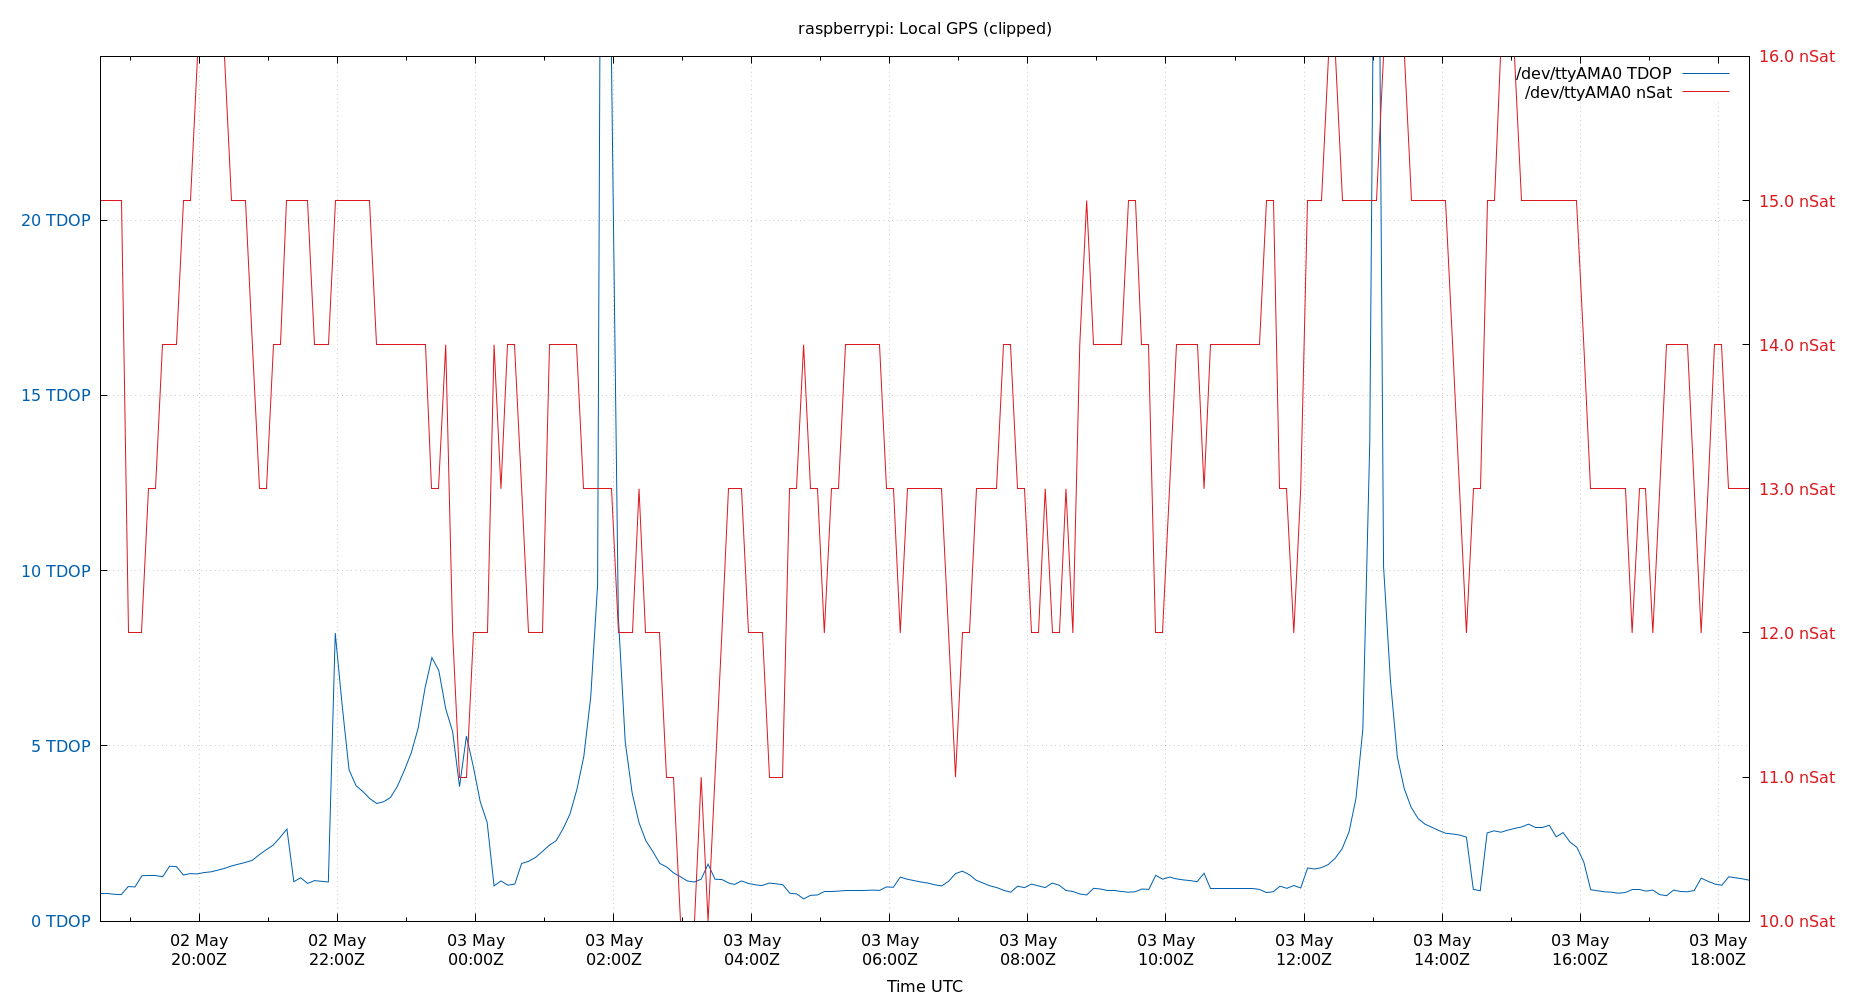 raspberrypi: Local GPS (clipped)
/dev/ttyAMA0 TDOP
/dev/ttyAMA0 nSat
20 TDOP
15 TDOP
10 TDOP
5 TDOP
0 TDOP
16.0 nSat
15.0 nSat
14.0 nSat
13.0 nSat
12.0 nSat
11.0 nSat
10.0 nSat
02 May 02 May 03 May 03 May 03 May 03 May 03 May 03 May 03 May 03 May 03 May 03 May
20:00Z 22:00Z 00:00Z 02:00Z 04:00Z 06:00Z 08:00Z 10:00Z 12:00Z 14:00Z 16:00Z 18:00Z
Time UTC